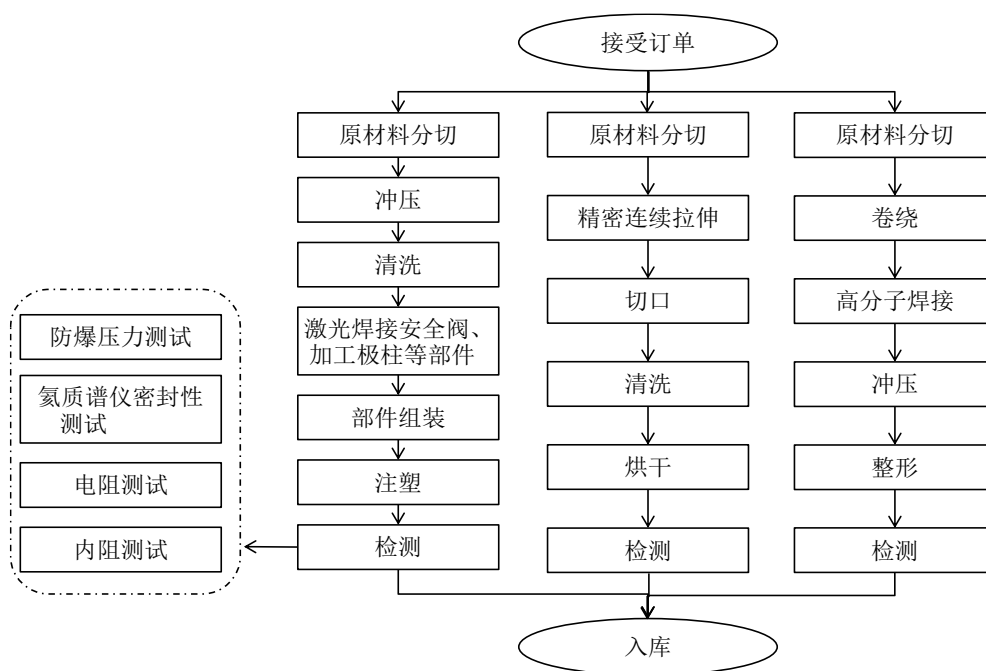 接受订单
原材料分切
原材料分切
原材料分切
冲压
精密连续拉伸
卷绕
清洗
切口
高分子焊接
防爆压力测试
激光焊接安全阀、
加工极柱等部件
氦质谱仪密封性
测试
清洗
冲压
部件组装
电阻测试
注塑
烘干
整形
内阻测试
检测
检测
检测
入库